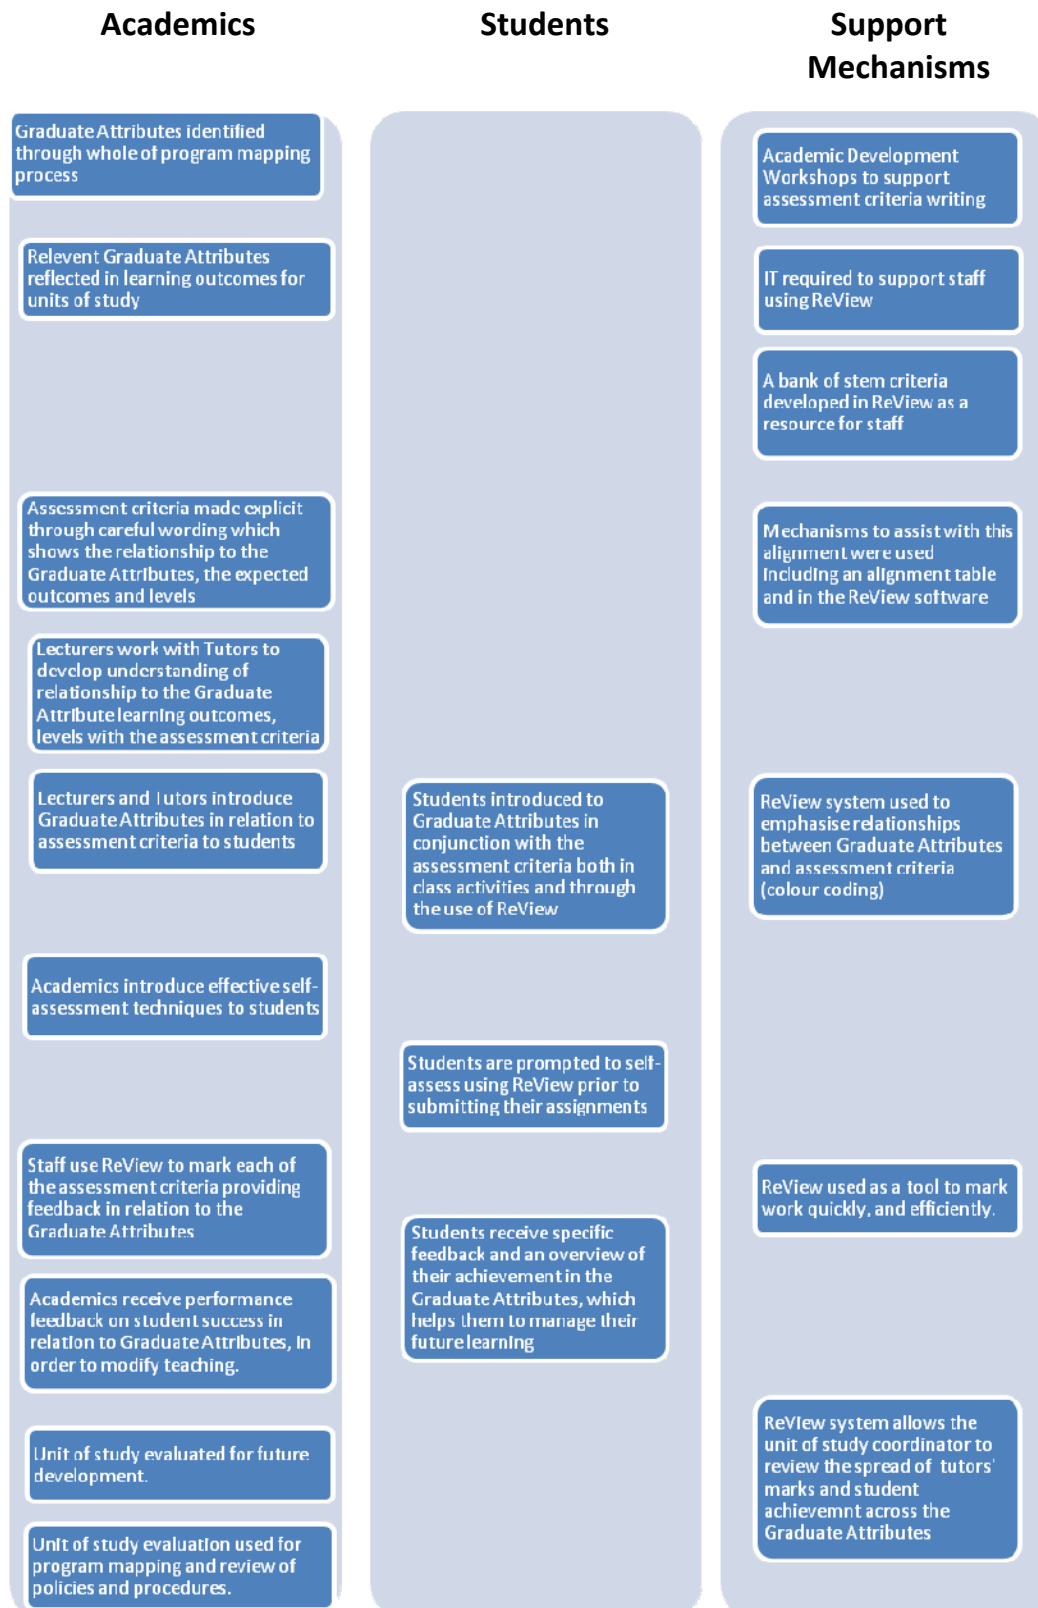 Academics
Students
Support
Mechanisms
Graduate Attributes identified
through whole of program mapping
process
Relevent Graduate Attributes
reflected in learning outcomes for
units of study
Assessment criteria made explicit
through careful wording which
shows the relationship to the
Graduate Attributes, the expected
outcomes and levels
Lecturers work with Tutors to
develop understanding of
relationship to the Graduate
Attribute learning outcomes,
levels with the assessment criteria
Lecturers and Tutors introduce
Graduate Attributes in relation to
assessment criteria to students
Academics introduce effective self-
assessment techniques to students
Staff use ReView to mark each of
the assessment criteria providing
feedback in relation to the
Graduate Attributes
Academics receive performance
feedback on student success in
relation to Graduate Attributes, in
order to modify teaching.
Unit of study evaluated for future
development.
Unit of study evaluation used for
program mapping and review of
policies and procedures.
Students introduced to
Graduate Attributes in
conjunction with the
assessment criteria both in
class activities and through
the use of ReView
Students are prompted to self-
assess using ReView prior to
submitting their assignments
Students receive specific
feedback and an overview of
their achievement in the
Graduate Attributes, which
helps them to manage their
future learning
Academic Development
Workshops to support
assessment criteria writing
IT required to support staff
using ReView
A bank of stem criteria
developed in ReView as a
resource for staff
Mechanisms to assist with this
alignment were used
including an alignment table
and in the ReView software
ReView system used to
emphasise relationships
between Graduate Attributes
and assessment criteria
(colour coding)
ReView used as a tool to mark
work quickly, and efficiently.
ReView system allows the
unit of study coordinator to
review the spread of tutors'
marks and student
achievemnt across the
Graduate Attributes